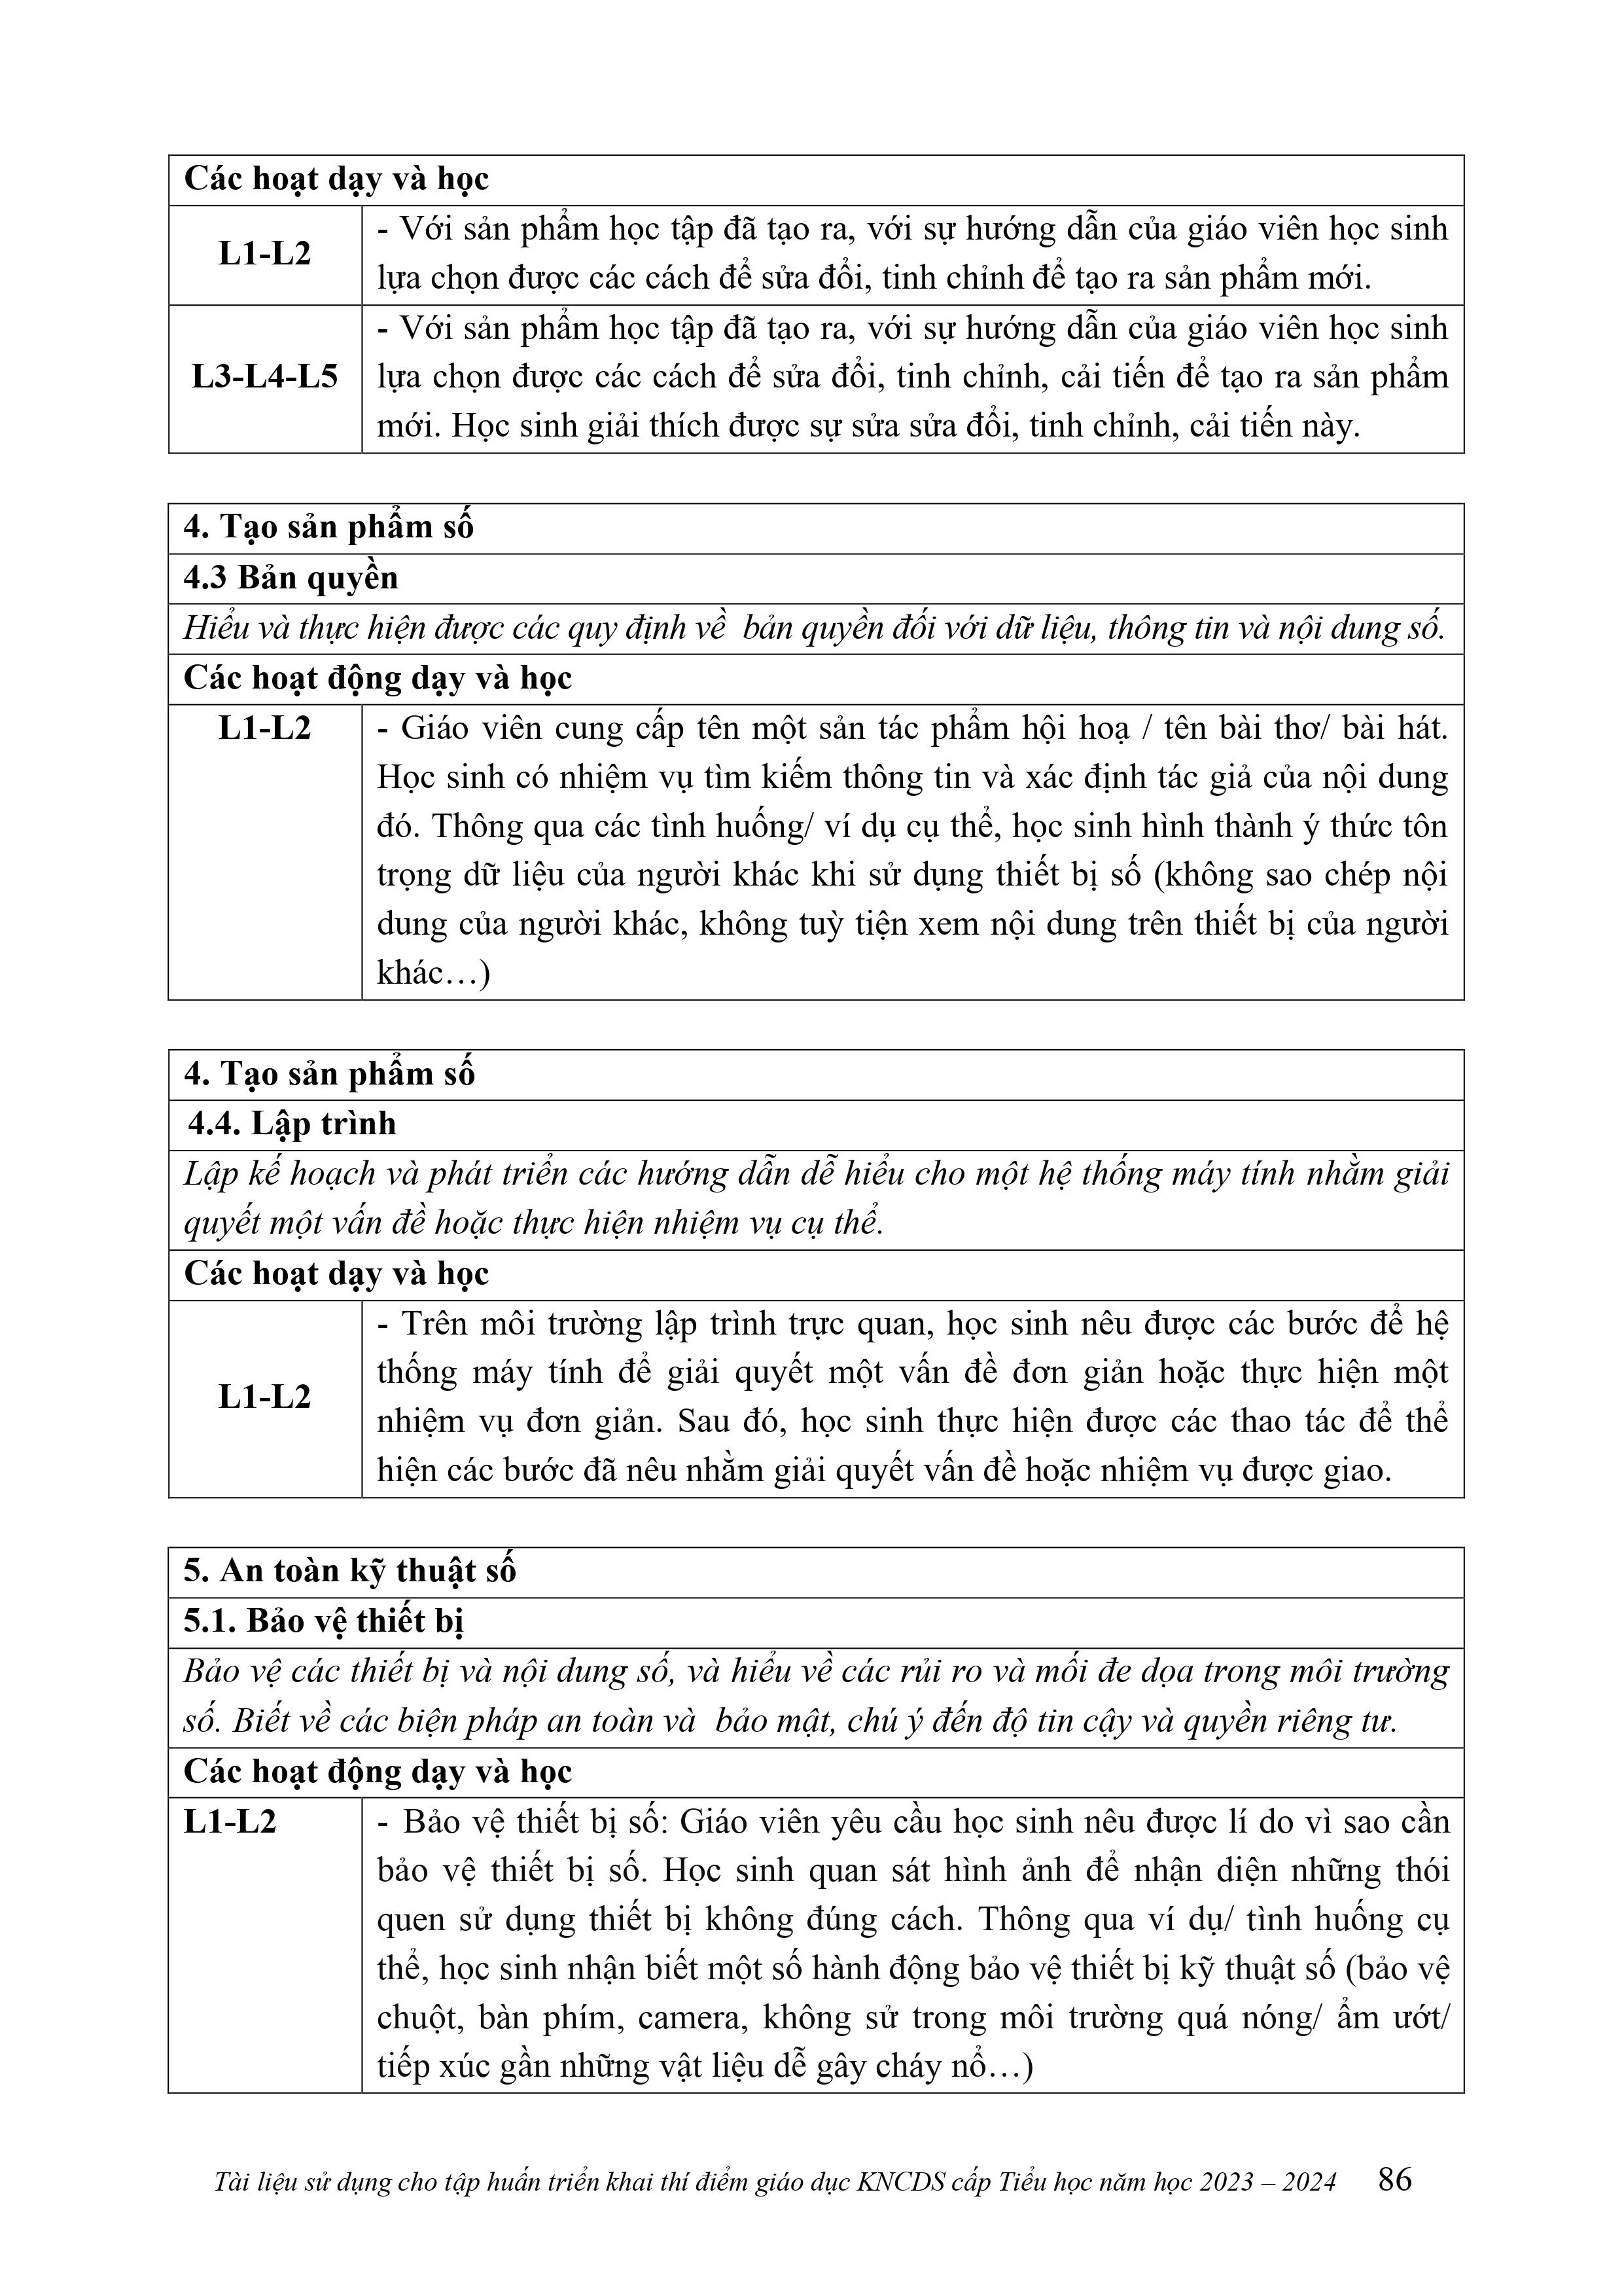 Các hoạt dạy và học
L1-L2
- Với sản phẩm học tập đã tạo ra, với sự hướng dẫn của giáo viên học sinh
lựa chọn được các cách để sửa đổi, tinh chỉnh để tạo ra sản phẩm mới.
L3-L4-L5
- Với sản phẩm học tập đã tạo ra, với sự hướng dẫn của giáo viên học sinh
lựa chọn được các cách để sửa đổi, tinh chỉnh, cải tiến để tạo ra sản phẩm
mới. Học sinh giải thích được sự sửa sửa đổi, tinh chỉnh, cải tiến này.
4. Tạo sản phẩm số
4.3 Bản quyền
Hiểu và thực hiện được các quy định về bản quyền đối với dữ liệu, thông tin và nội dung số.
Các hoạt động dạy và học
L1-L2
- Giáo viên cung cấp tên một sản tác phẩm hội hoạ / tên bài thơ/ bài hát.
Học sinh có nhiệm vụ tìm kiếm thông tin và xác định tác giả của nội dung
đó. Thông qua các tình huống/ ví dụ cụ thể, học sinh hình thành ý thức tôn
trọng dữ liệu của người khác khi sử dụng thiết bị số (không sao chép nội
dung của người khác, không tuỳ tiện xem nội dung trên thiết bị của người
khác…)
4. Tạo sản phẩm số
4.4. Lập trình
Lập kế hoạch và phát triển các hướng dẫn dễ hiểu cho một hệ thống máy tính nhằm giải
quyết một vấn đề hoặc thực hiện nhiệm vụ cụ thể.
Các hoạt dạy và học
L1-L2
- Trên môi trường lập trình trực quan, học sinh nêu được các bước để hệ
thống máy tính để giải quyết một vấn đề đơn giản hoặc thực hiện một
nhiệm vụ đơn giản. Sau đó, học sinh thực hiện được các thao tác để thể
hiện các bước đã nêu nhằm giải quyết vấn đề hoặc nhiệm vụ được giao.
5. An toàn kỹ thuật số
5.1. Bảo vệ thiết bị
Bảo vệ các thiết bị và nội dung số, và hiểu về các rủi ro và mối đe dọa trong môi trường
số. Biết về các biện pháp an toàn và bảo mật, chú ý đến độ tin cậy và quyền riêng tư.
Các hoạt động dạy và học
L1-L2
- Bảo vệ thiết bị số: Giáo viên yêu cầu học sinh nêu được lí do vì sao cần
bảo vệ thiết bị số. Học sinh quan sát hình ảnh để nhận diện những thói
quen sử dụng thiết bị không đúng cách. Thông qua ví dụ/ tình huống cụ
thể, học sinh nhận biết một số hành động bảo vệ thiết bị kỹ thuật số (bảo vệ
chuột, bàn phím, camera, không sử trong môi trường quá nóng/ ẩm ướt/
tiếp xúc gần những vật liệu dễ gây cháy nổ…)
Tài liệu sử dụng cho tập huấn triển khai thí điểm giáo dục KNCDS cấp Tiểu học năm học 2023 – 2024 86